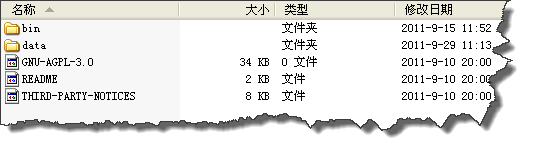 名称 大小 类型 修改日期
bin 文件夹 2011-9-15 11:52
data 文件夹 2011-9-29 11:13
GNU-AGPL-3.0 34 KB 0 文件 2011-9-10 20:00
README 2 KB 文件 2011-9-10 20:00
THIRD-PARTY-NOTICES 8 KB 文件 2011-9-10 20:00